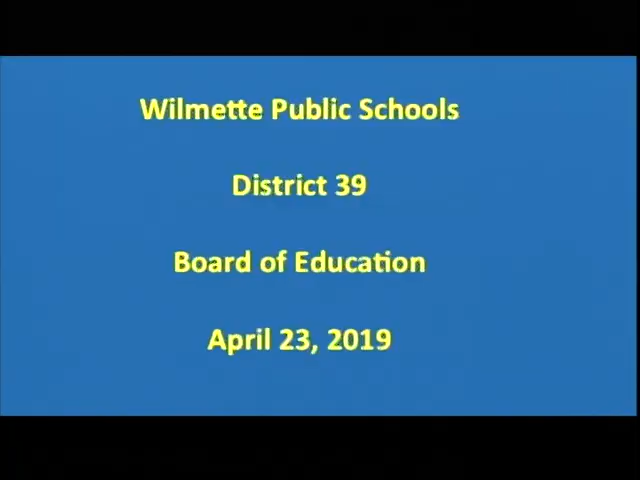 Wilmette Public Schools
District 39
Board of Education
April 23, 2019